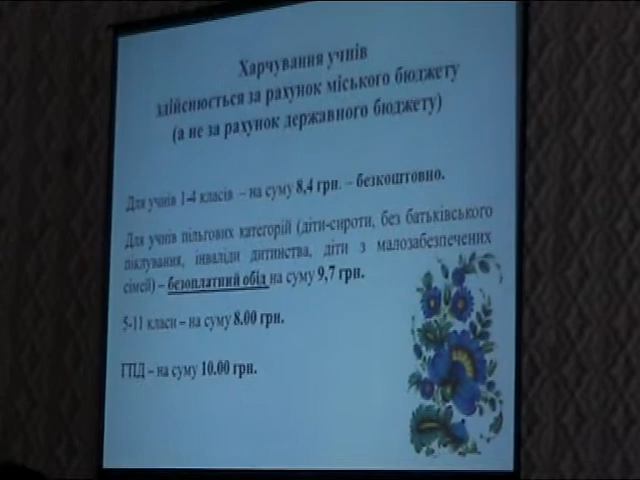 Харчування учнів
здійснюється за рахунок міського бюджету
(а не за рахунок державного бюджету)
Для учнів 1-4 класів – на суму 8,4 грн. – безкоштовно.
Для учнів пільгових категорій (діти-сироти, без батьківського
піклування, інваліди дитинства, діти з малозабезпечених
сімей) – безоплатний обід на суму 9,7 грн.
5-11 класи – на суму 8.00 грн.
ГПД – на суму 10.00 грн.